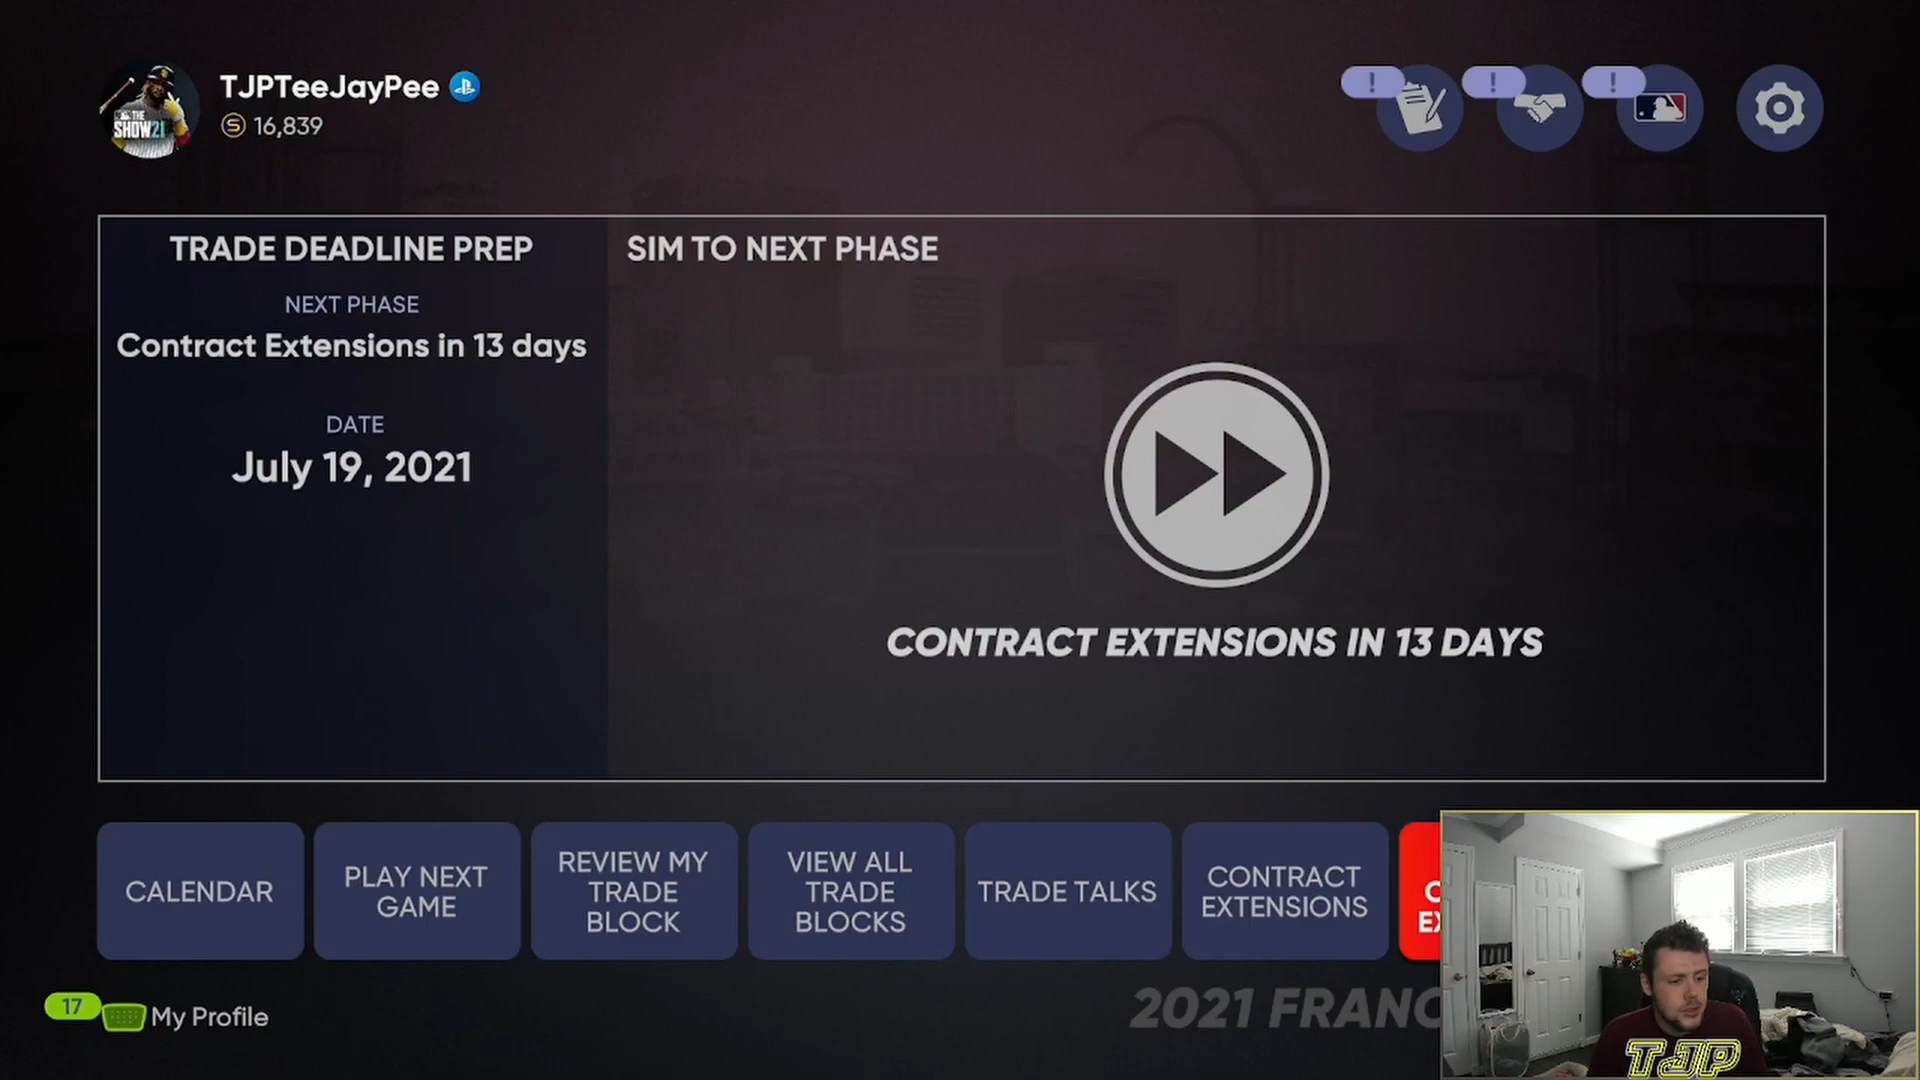 TJPTeeJayPee
16,839
THE
SHOW21
!
!
!
TRADE DEADLINE PREP
NEXT PHASE
Contract Extensions in 13 days
DATE
July 19, 2021
SIM TO NEXT PHASE
CONTRACT EXTENSIONS IN 13 DAYS
CALENDAR
PLAY NEXT
GAME
REVIEW MY
TRADE
BLOCK
VIEW ALL
TRADE
BLOCKS
TRADE TALKS
CONTRACT
EXTENSIONS
17
My Profile
2021 FRANC
TJP